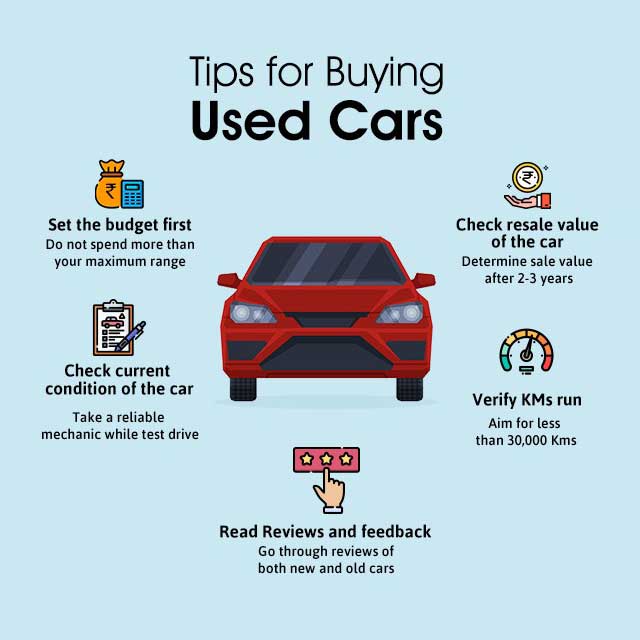 Tips for Buying
Used Cars
Set the budget first
Do not spend more than
your maximum range
Check resale value
of the car
Determine sale value
after 2-3 years
Check current
condition of the car
Take a reliable
mechanic while test drive
Verify KMs run
Aim for less
than 30,000 Kms
Read Reviews and feedback
Go through reviews of
both new and old cars